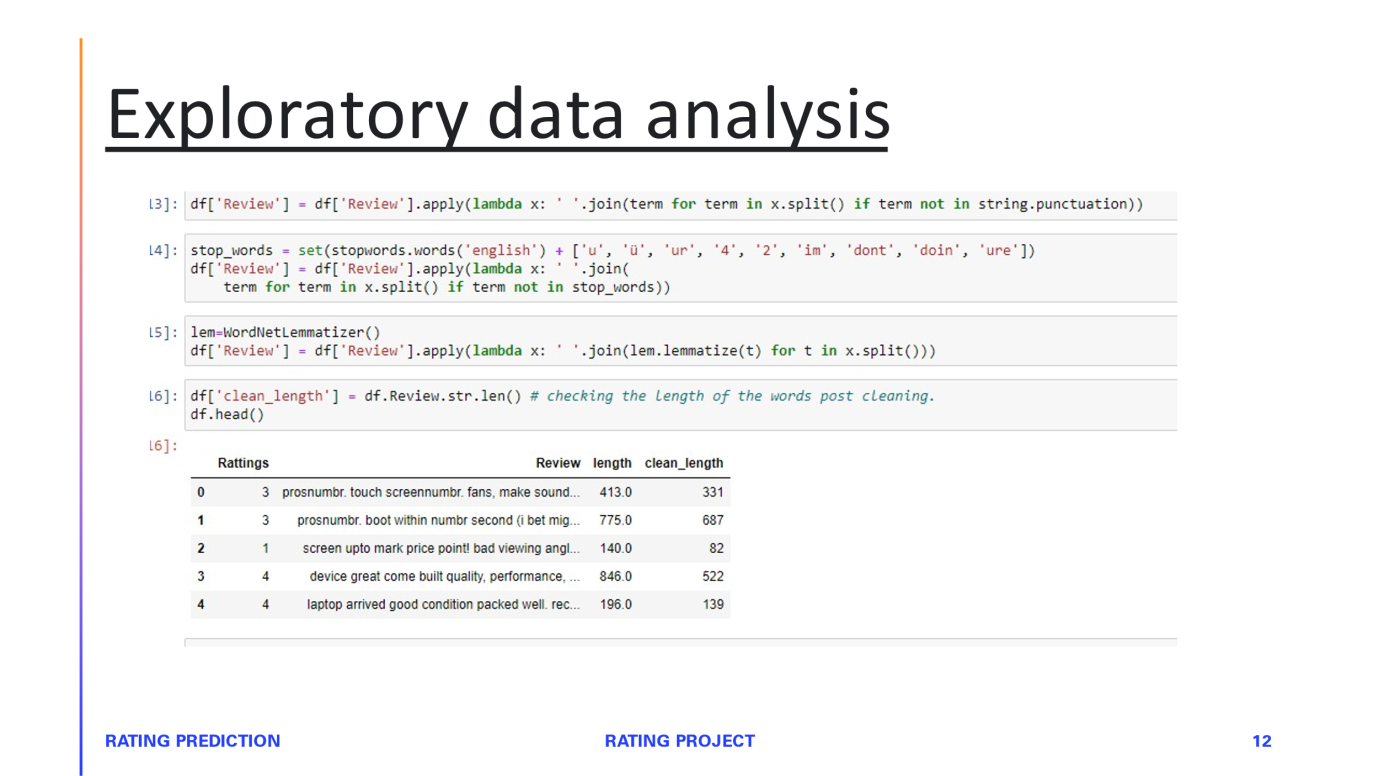 Exploratory data analysis
13]: df['Review'] = df['Review'].apply(lambda x: ' '.join(term for term in x.split() if term not in string.punctuation))
14]: stop_words = set(stopwords.words('english') + ['u', 'ü', 'ur', '4', '2', 'im', 'dont', 'doin', 'ure'])
df['Review'] = df['Review'].apply(lambda x: ' '.join(
    term for term in x.split() if term not in stop_words))
15]: lem=WordNetLemmatizer()
df['Review'] = df['Review'].apply(lambda x: ' '.join(lem.lemmatize(t) for t in x.split()))
16]: df['clean_length'] = df.Review.str.len() # checking the length of the words post cleaning.
df.head()
16]:
Rattings Review length clean_length
0 3 prosnumbr. touch screennumbr. fans, make sound... 413.0 331
1 3 prosnumbr. boot within numbr second (i bet mig... 775.0 687
2 1 screen upto mark price point! bad viewing angl... 140.0 82
3 4 device great come built quality, performance, ... 846.0 522
4 4 laptop arrived good condition packed well. rec... 196.0 139
RATING PREDICTION RATING PROJECT 12